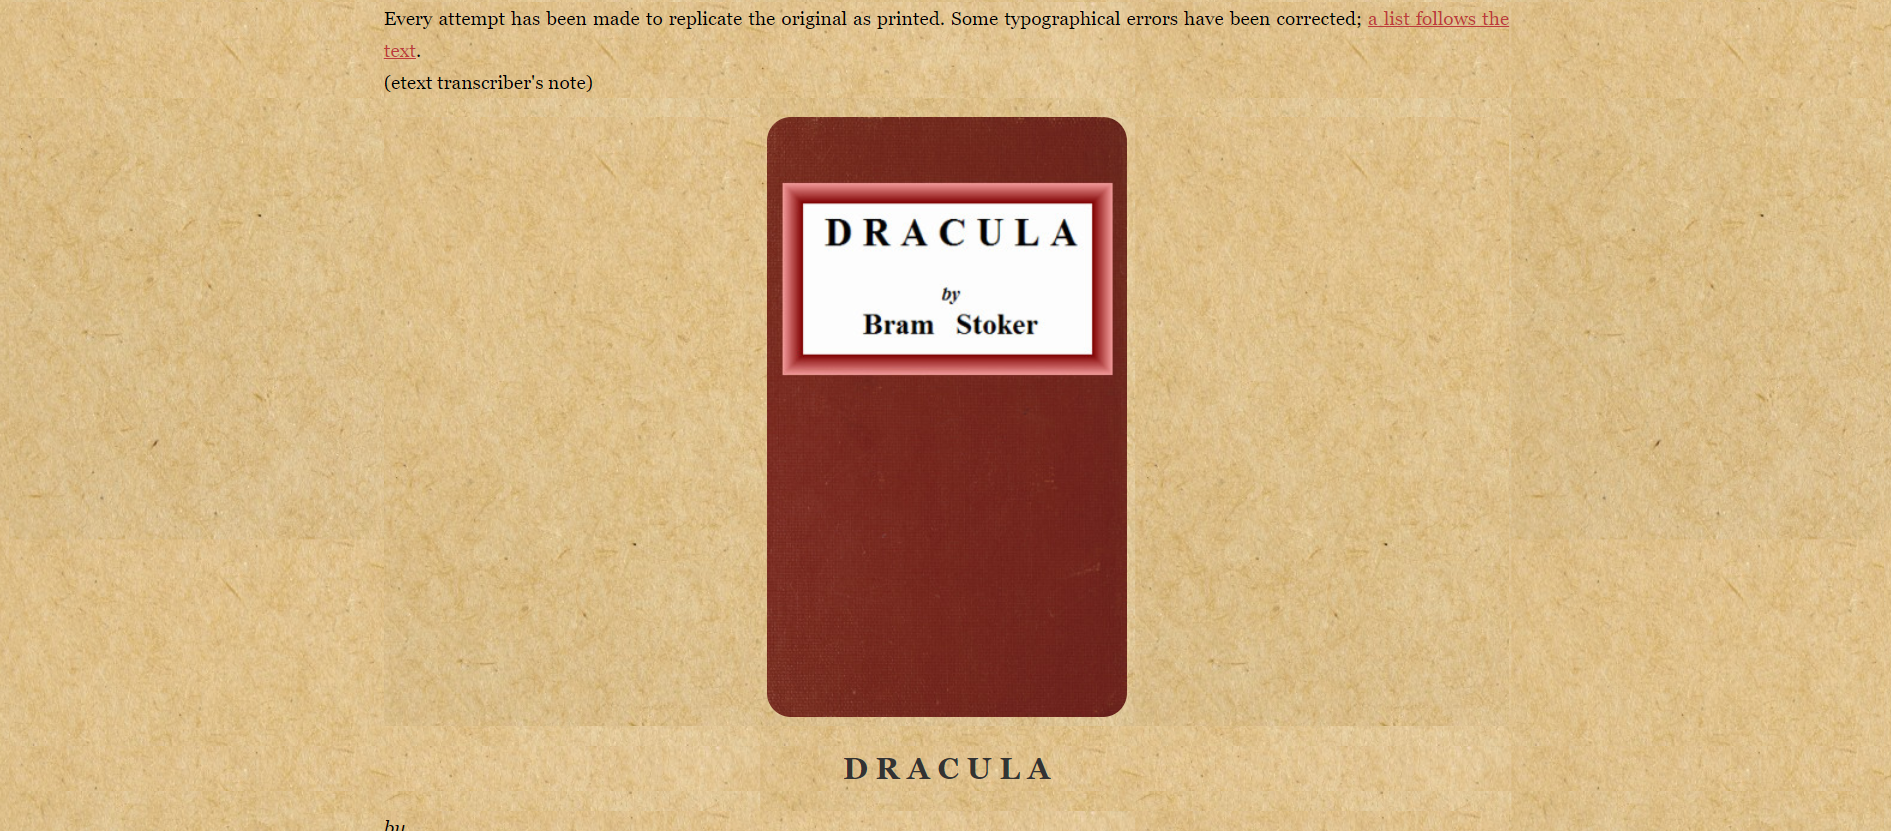 Every attempt has been made to replicate the original as printed. Some typographical errors have been corrected; a list follows the
text.
(etext transcriber's note)
DRACULA
by
Bram Stoker
DRACULA
by